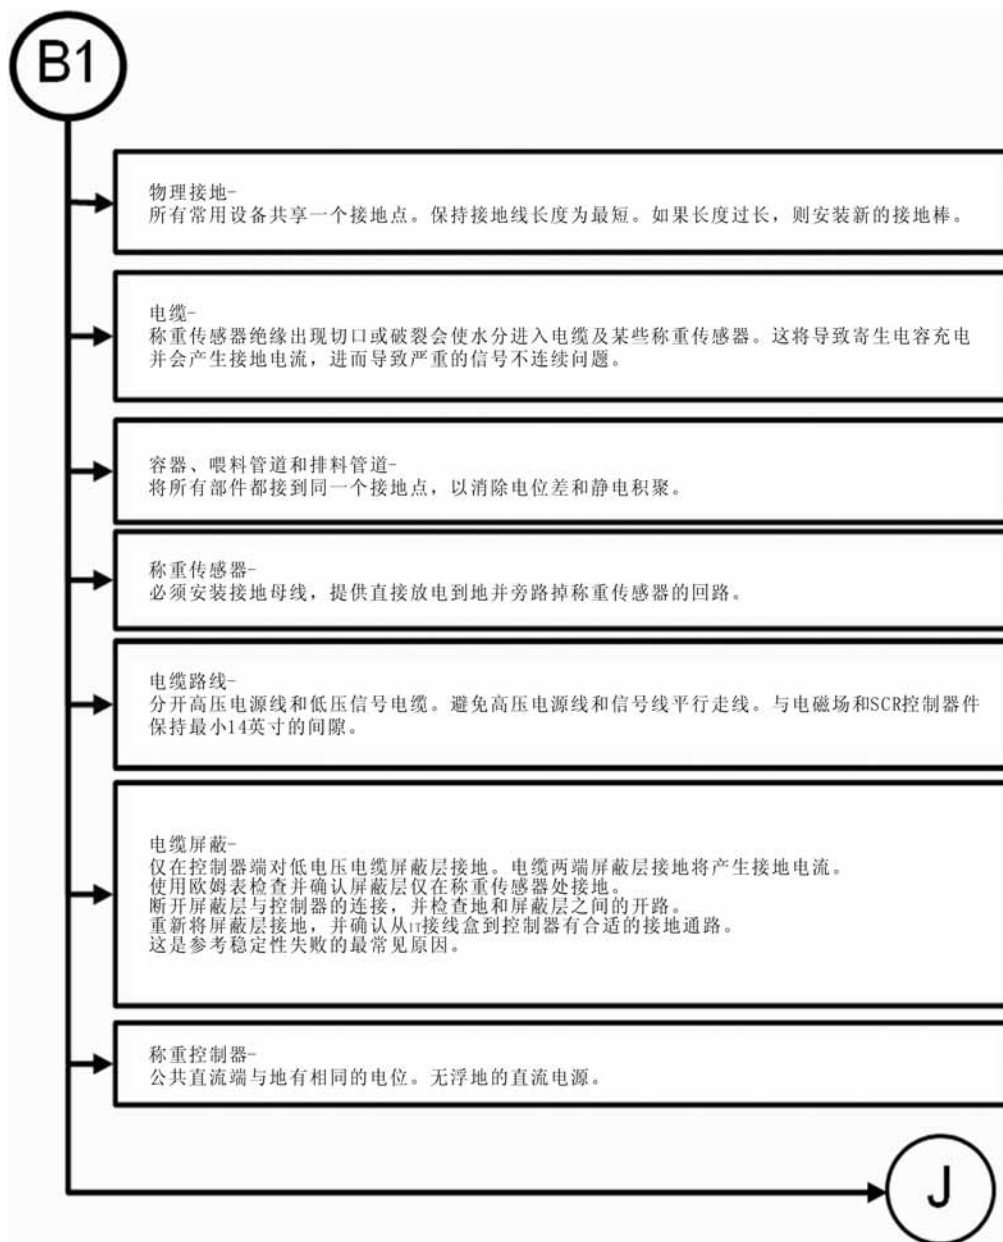 B1
物理接地-
所有常用设备共享一个接地点。保持接地线长度为最短。如果长度过长，则安装新的接地棒。
电缆-
称重传感器绝缘出现切口或破裂会使水分进入电缆及某些称重传感器。这将导致寄生电容充电
并会产生接地电流，进而导致严重的信号不连续问题。
容器、喂料管道和排料管道-
将所有部件都接到同一个接地点，以消除电位差和静电积聚。
称重传感器-
必须安装接地母线，提供直接放电到地并旁路掉称重传感器的回路。
电缆路线-
分开高压电源线和低压信号电缆。避免高压电源线和信号线平行走线。与电磁场和SCR控制器件
保持最小14英寸的间隙。
电缆屏蔽-
仅在控制器端对低电压电缆屏蔽层接地。电缆两端屏蔽层接地将产生接地电流。
使用欧姆表检查并确认屏蔽层仅在称重传感器处接地。
断开屏蔽层与控制器的连接，并检查地和屏蔽层之间的开路。
重新将屏蔽层接地，并确认从IT接线盒到控制器有合适的接地通路。
这是参考稳定性失败的最常见原因。
称重控制器-
公共直流端与地有相同的电位。无浮地的直流电源。
J